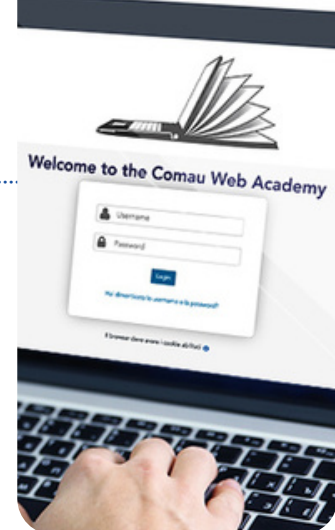 Welcome to the Comau Web Academy
Username
Password
Login
Hai dimenticato lo username o la password?
Il browser deve avere i cookie abilitati